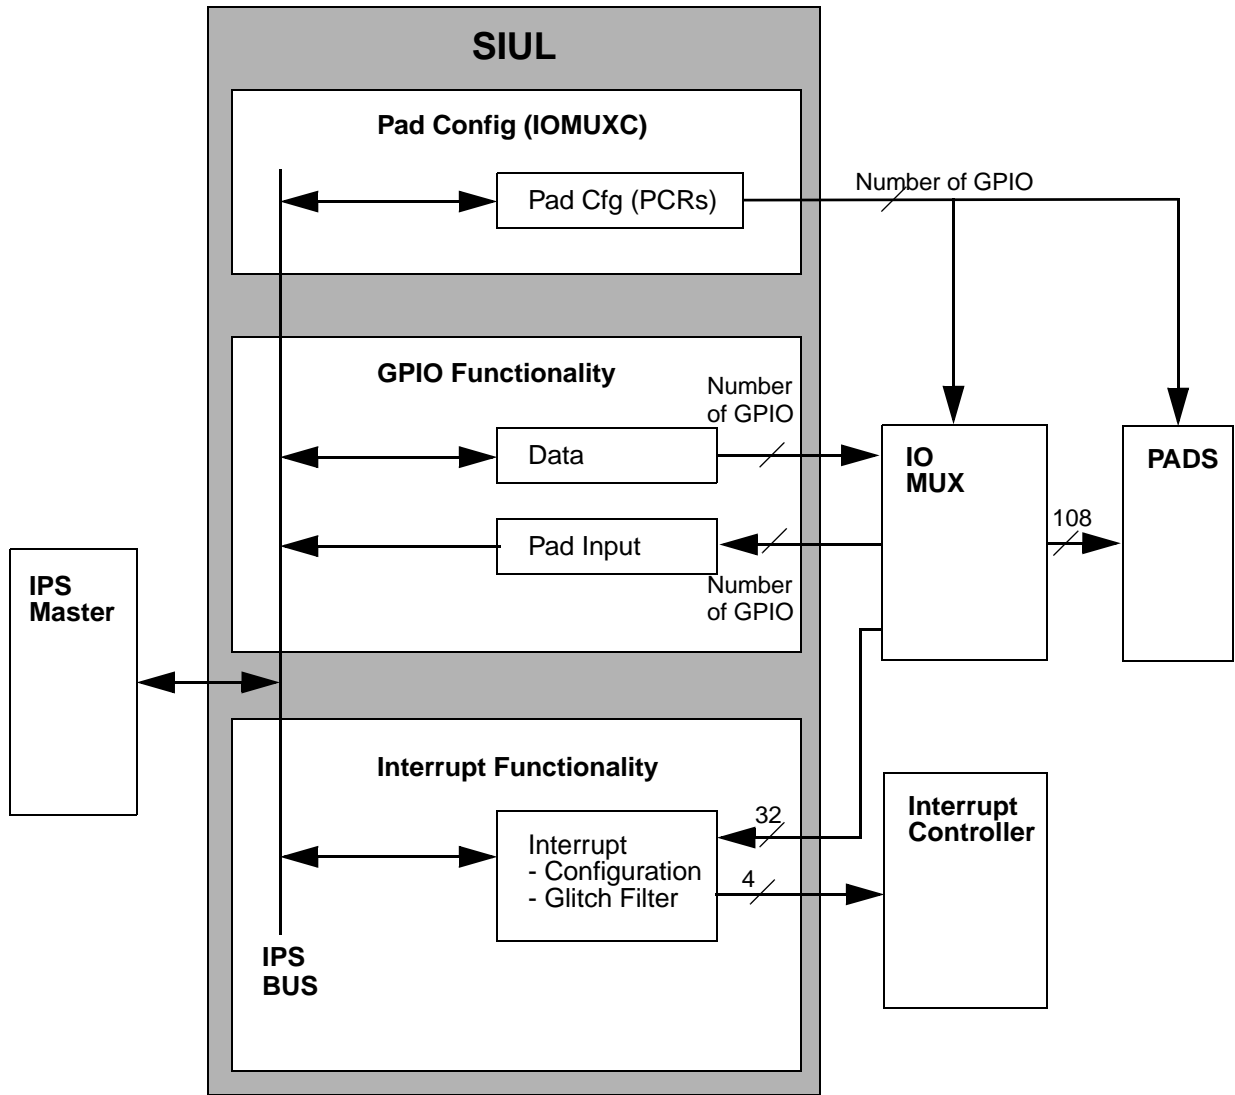 SIUL
Pad Config (IOMUXC)
Pad Cfg (PCRs)
Number of GPIO
GPIO Functionality
Number
of GPIO
Data
IO
MUX
PADS
108
Pad Input
Number
of GPIO
IPS
Master
Interrupt Functionality
32
Interrupt
- Configuration
- Glitch Filter
4
Interrupt
Controller
IPS
BUS